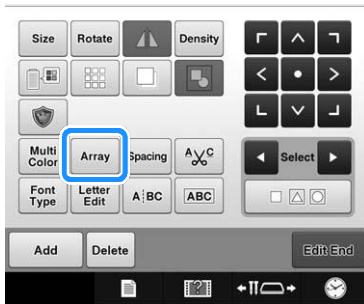 Size Rotate Density
Multi Color Array Spacing A C
Font Type Letter Edit A BC ABC
Select
Add Delete Edit End
?